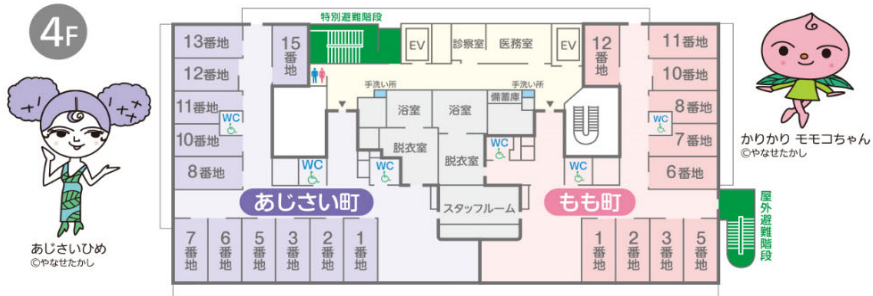 4F
特別避難階段
13番地
15番地
EV
診察室
医務室
EV
12番地
11番地
12番地
10番地
手洗い所
手洗い所
11番地
WC
浴室
浴室
備蓄庫
8番地
WC
10番地
7番地
かりかり モモコちゃん
©やなせたかし
脱衣室
脱衣室
WC
8番地
WC
WC
WC
6番地
あじさい町
スタッフルーム
もも町
屋外避難階段
あじさいひめ
©やなせたかし
7番地
6番地
5番地
3番地
2番地
1番地
1番地
2番地
3番地
5番地